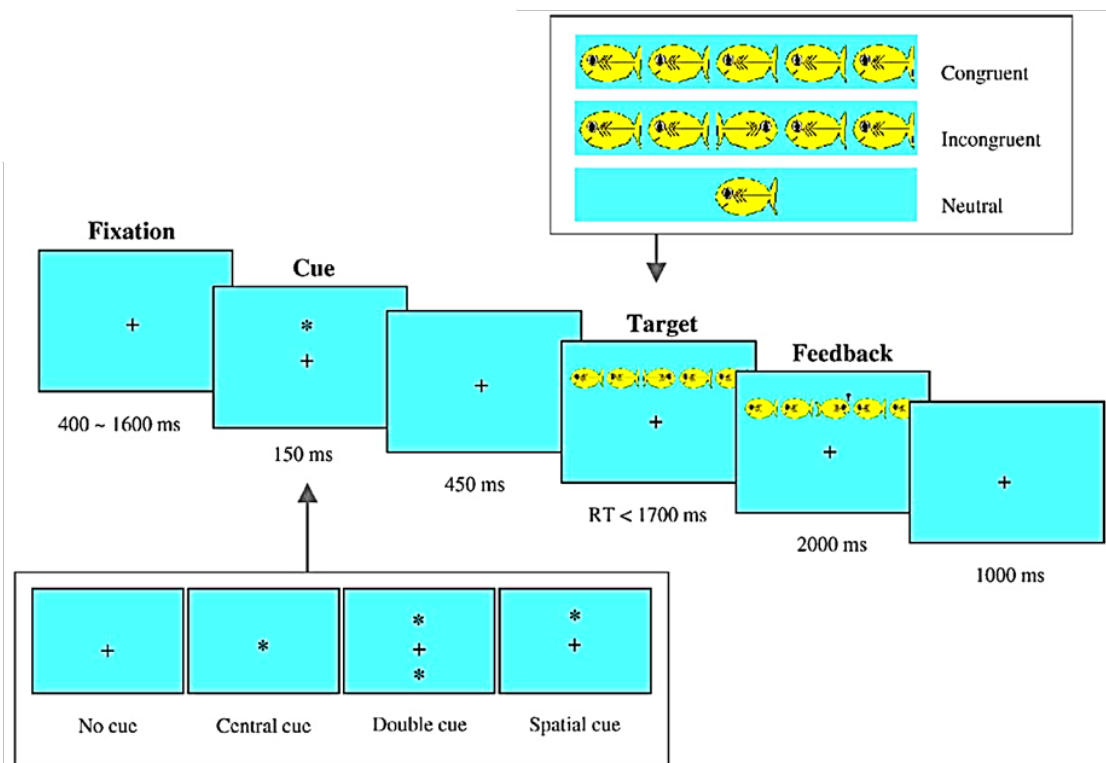 Congruent
Incongruent
Neutral
Fixation
400 ~ 1600 ms
Cue
*
+
150 ms
+
450 ms
Target
+
RT < 1700 ms
Feedback
+
2000 ms
+
1000 ms
+
No cue
*
Central cue
*
+
*
Double cue
*
+
Spatial cue